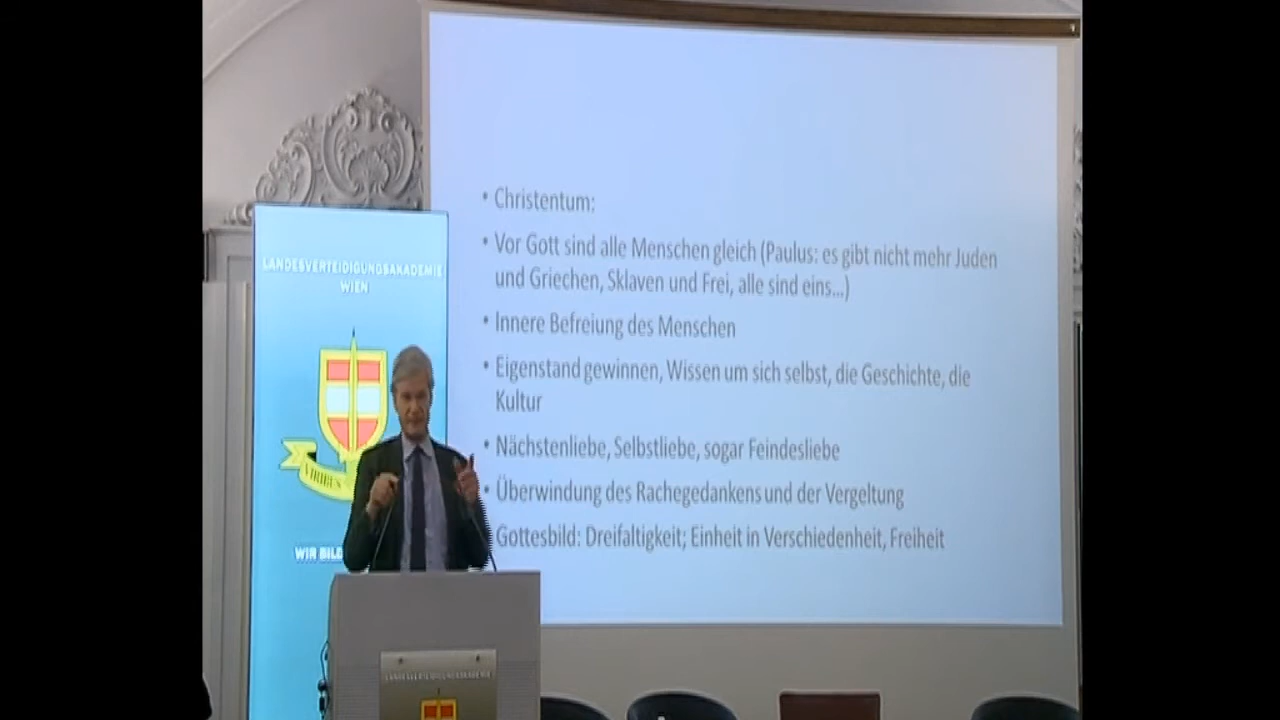 • Christentum:
• Vor Gott sind alle Menschen gleich (Paulus: es gibt nicht mehr Juden
und Griechen, Sklaven und Frei, alle sind eins...)
• Innere Befreiung des Menschen
• Eigenstand gewinnen, Wissen um sich selbst, die Geschichte, die
Kultur
• Nächstenliebe, Selbstliebe, sogar Feindesliebe
• Überwindung des Rachegedankens und der Vergeltung
Gottesbild: Dreifaltigkeit; Einheit in Verschiedenheit, Freiheit
LANDESVERTEIDIGUNGSAKADEMIE
WIEN
VIRIBUS
WIR BILD
LANDESVERTEIDIGUNGSAKADEMIE